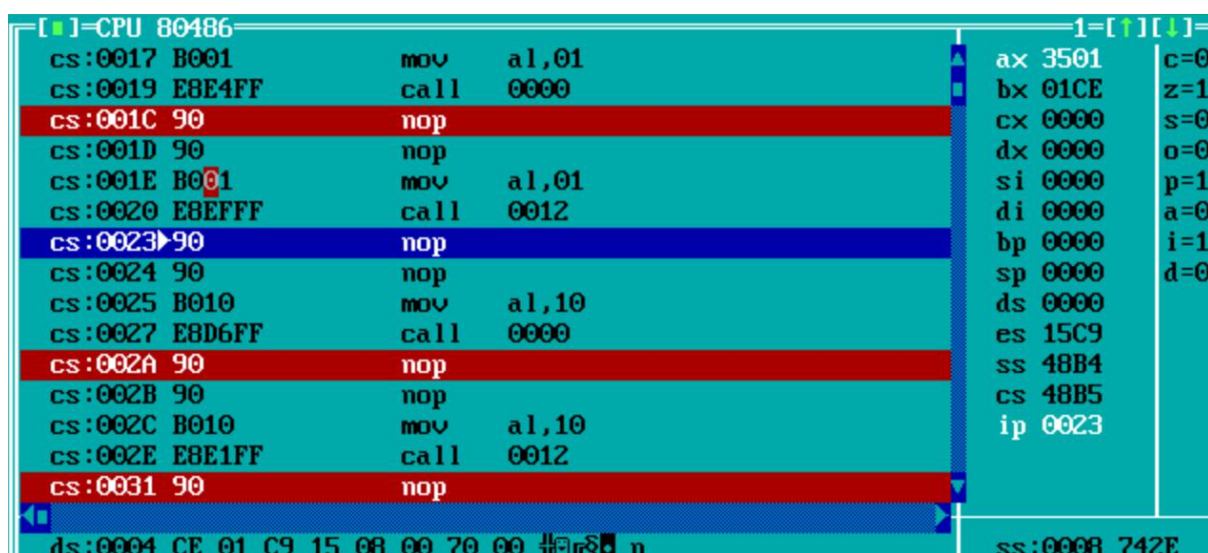 [■]=CPU 80486 1=[↑][↓]=
cs:0017 B001 mov al,01 ax 3501 c=0
cs:0019 E8E4FF call 0000 bx 01CE z=1
cs:001C 90 nop cx 0000 s=0
cs:001D 90 nop dx 0000 o=0
cs:001E B001 mov al,01 si 0000 p=1
cs:0020 E8EFFF call 0012 di 0000 a=0
cs:0023►90 nop bp 0000 i=1
cs:0024 90 nop sp 0000 d=0
cs:0025 B010 mov al,10 ds 0000
cs:0027 E8D6FF call 0000 es 15C9
cs:002A 90 nop ss 48B4
cs:002B 90 nop cs 48B5
cs:002C B010 mov al,10 ip 0023
cs:002E E8E1FF call 0012
cs:0031 90 nop
ds:0004 CE 01 C9 15 08 00 70 00 ss:0008 742E